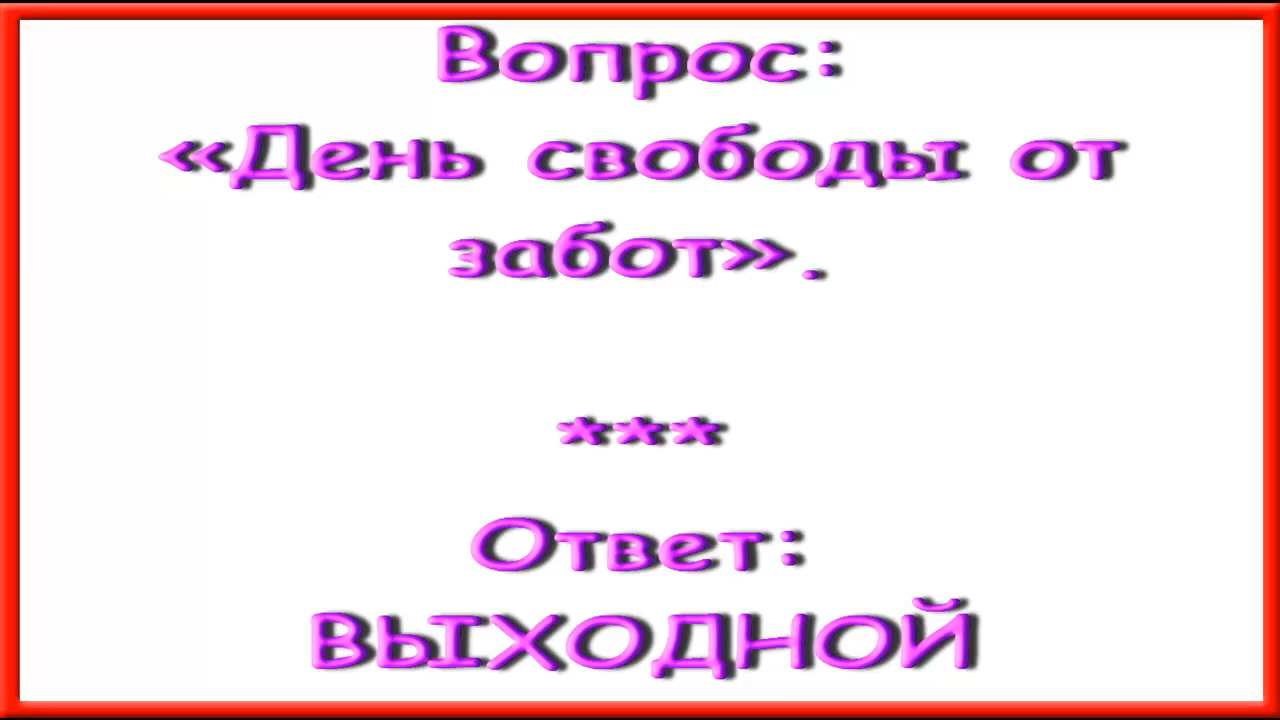 Вопрос:
«День свободы от
забот».
***
Ответ:
ВЫХОДНОЙ